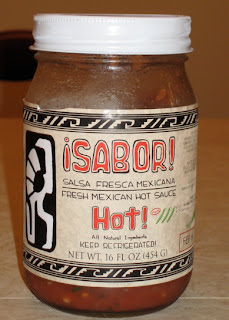 ¡SABOR!
SALSA FRESCA MEXICANA
FRESH MEXICAN HOT SAUCE
Hot!
All Natural Ingredients
KEEP REFRIGERATED!
NET WT. 16 FL OZ (454 G)